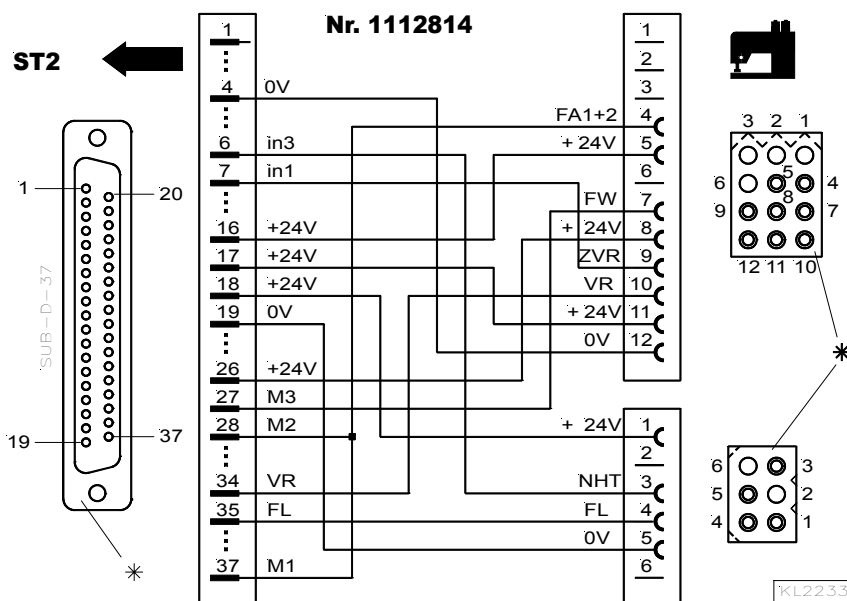 Nr. 1112814
ST2
1
20
19
37
SUB-D-37
1
4 0V
6 in3
7 in1
16 +24V
17 +24V
18 +24V
19 0V
26 +24V
27 M3
28 M2
34 VR
35 FL
37 M1
1
2
3
FA1+2 4
+ 24V 5
6
FW 7
+ 24V 8
ZVR 9
VR 10
+ 24V 11
0V 12
+ 24V 1
2
NHT 3
FL 4
0V 5
6
3 2 1
6 5 4
9 8 7
12 11 10
6 3
5 2
4 1
KL2233